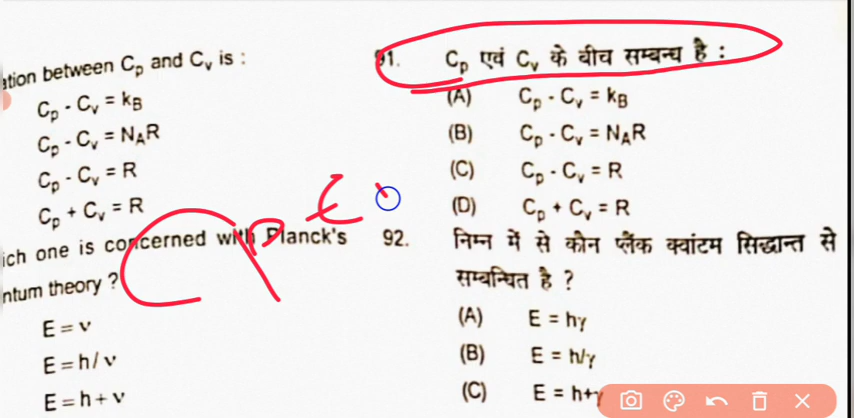 ation between Cp and Cv is :
Cp - Cv = kB
Cp - Cv = NAR
Cp - Cv = R
Cp + Cv = R
ich one is concerned with Planck's
ntum theory ?
E = ν
E = h / ν
E = h + ν
91. Cp एवं Cv के बीच सम्बन्ध है :
(A) Cp - Cv = kB
(B) Cp - Cv = NAR
(C) Cp - Cv = R
(D) Cp + Cv = R
92. निम्न में से कौन प्लैंक क्वांटम सिद्धान्त से
सम्बन्धित है ?
(A) E = hγ
(B) E = h/γ
(C) E = h+γ
Cp